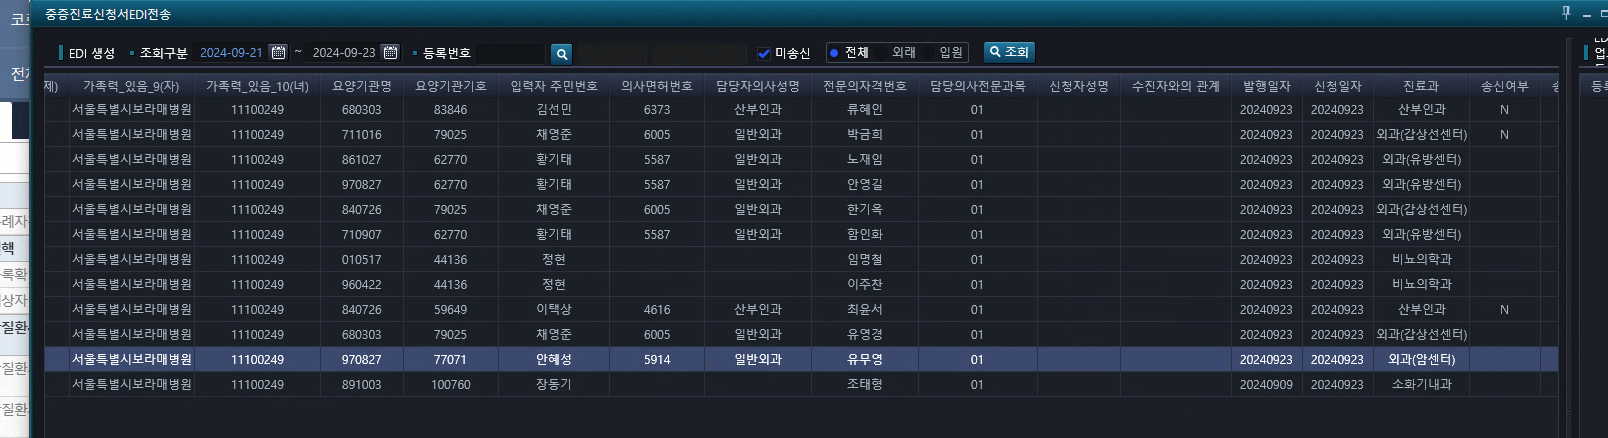 중증진료신청서EDI전송
EDI 생성 조회구분 2024-09-21 ~ 2024-09-23 등록번호 미송신 전체 외래 입원 조회
제) 가족력_있음_9(자) 가족력_있음_10(녀) 요양기관명 요양기관기호 입력자 주민번호 의사면허번호 담당자의사성명 전문의자격번호 담당의사전문과목 신청자성명 수진자와의 관계 발행일자 신청일자 진료과 송신여부 등록
서울특별시보라매병원 11100249 680303 83846 김선민 6373 산부인과 류혜인 01 20240923 20240923 산부인과 N
서울특별시보라매병원 11100249 711016 79025 채영준 6005 일반외과 박금희 01 20240923 20240923 외과(갑상선센터) N
서울특별시보라매병원 11100249 861027 62770 황기태 5587 일반외과 노재임 01 20240923 20240923 외과(유방센터)
서울특별시보라매병원 11100249 970827 62770 황기태 5587 일반외과 안영길 01 20240923 20240923 외과(유방센터)
서울특별시보라매병원 11100249 840726 79025 채영준 6005 일반외과 한기옥 01 20240923 20240923 외과(갑상선센터)
서울특별시보라매병원 11100249 710907 62770 황기태 5587 일반외과 함인화 01 20240923 20240923 외과(유방센터)
서울특별시보라매병원 11100249 010517 44136 정현 임명철 01 20240923 20240923 비뇨의학과
서울특별시보라매병원 11100249 960422 44136 정현 이주찬 01 20240923 20240923 비뇨의학과
서울특별시보라매병원 11100249 840726 59649 이택상 4616 산부인과 최윤서 01 20240923 20240923 산부인과 N
서울특별시보라매병원 11100249 680303 79025 채영준 6005 일반외과 유영경 01 20240923 20240923 외과(갑상선센터)
서울특별시보라매병원 11100249 970827 77071 안혜성 5914 일반외과 유무영 01 20240923 20240923 외과(암센터)
서울특별시보라매병원 11100249 891003 100760 장동기 조태형 01 20240909 20240923 소화기내과